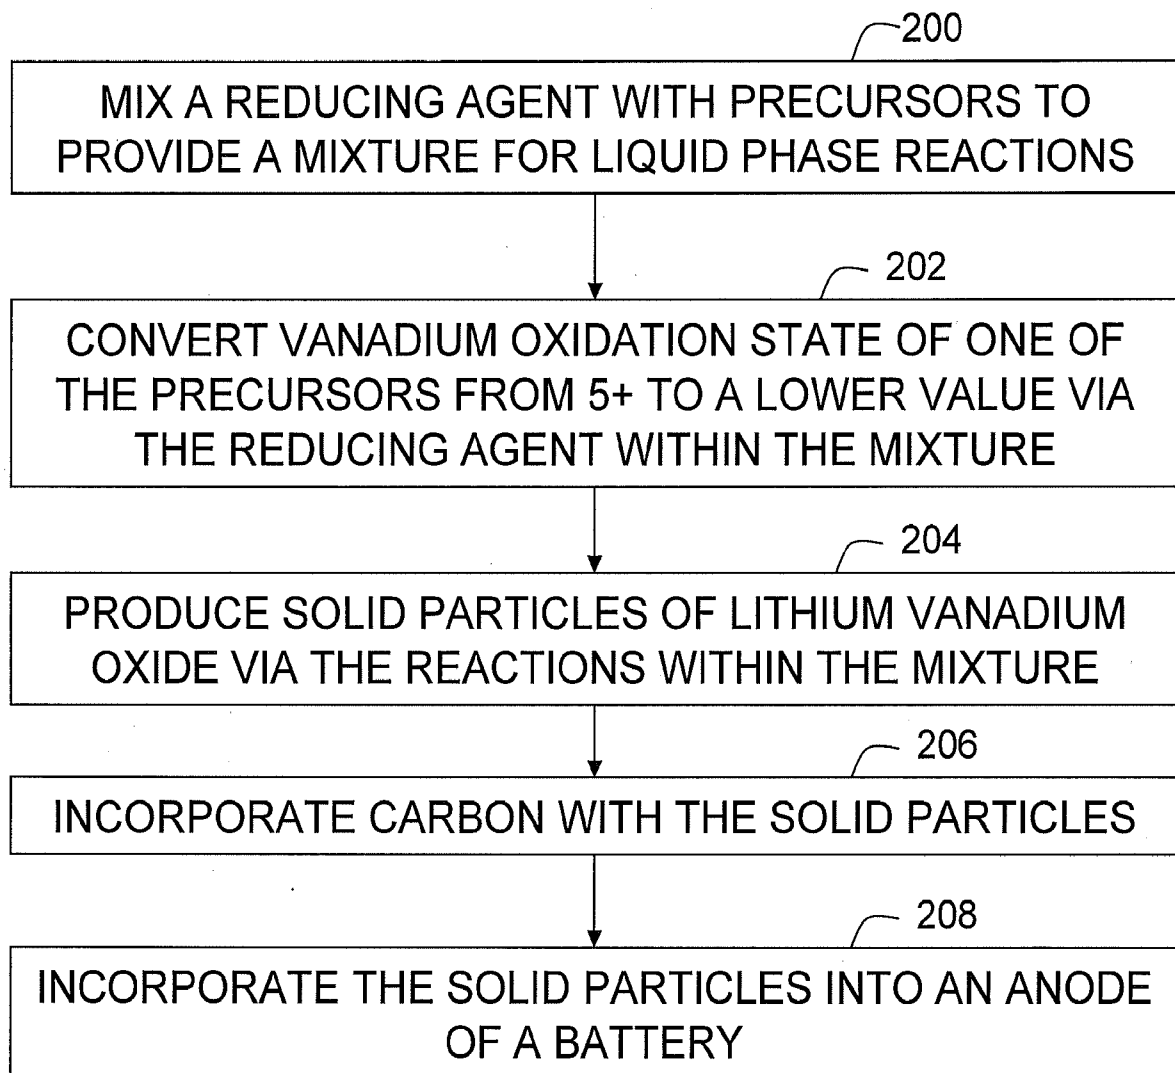 200
MIX A REDUCING AGENT WITH PRECURSORS TO
PROVIDE A MIXTURE FOR LIQUID PHASE REACTIONS
202
CONVERT VANADIUM OXIDATION STATE OF ONE OF
THE PRECURSORS FROM 5+ TO A LOWER VALUE VIA
THE REDUCING AGENT WITHIN THE MIXTURE
204
PRODUCE SOLID PARTICLES OF LITHIUM VANADIUM
OXIDE VIA THE REACTIONS WITHIN THE MIXTURE
206
INCORPORATE CARBON WITH THE SOLID PARTICLES
208
INCORPORATE THE SOLID PARTICLES INTO AN ANODE
OF A BATTERY